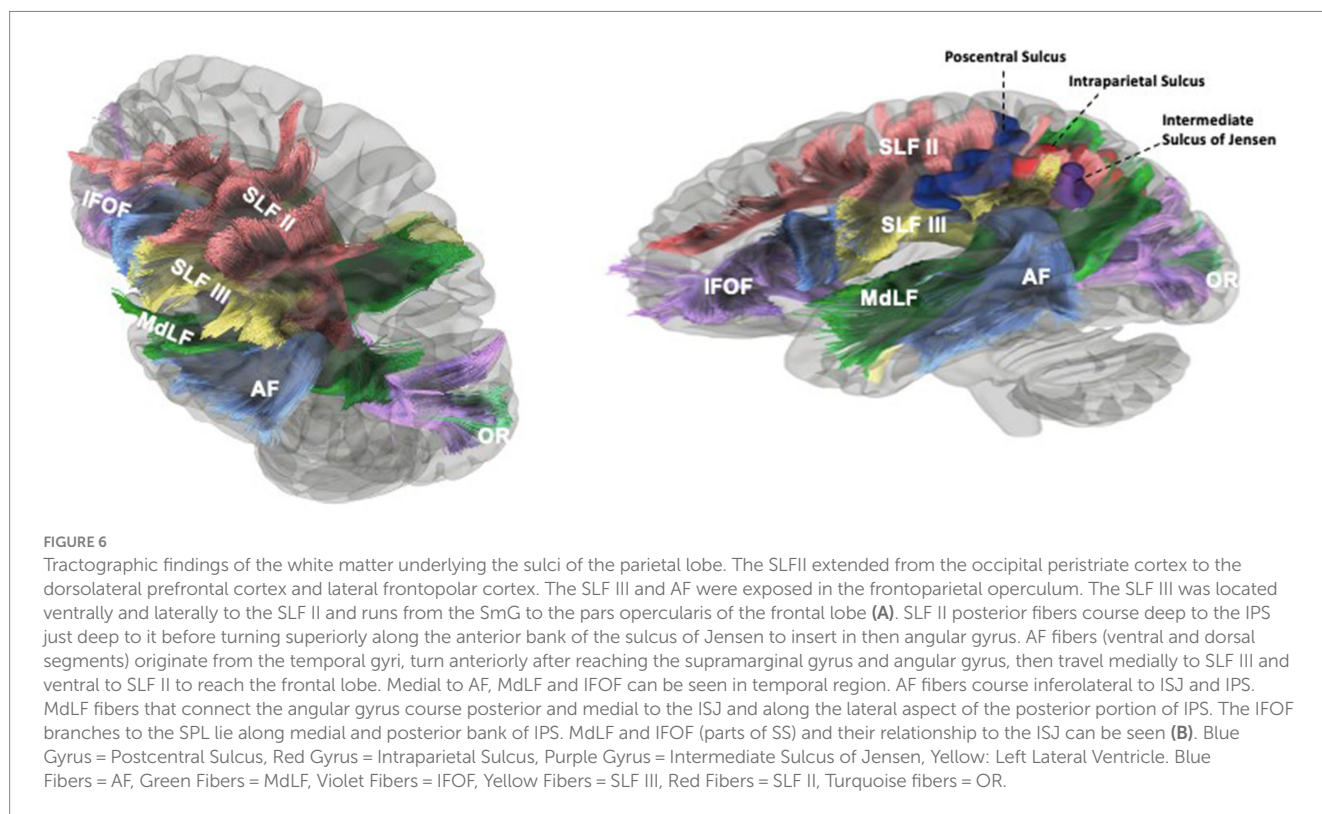 Poscentral Sulcus
Intraparietal Sulcus
Intermediate
Sulcus of Jensen
IFOF
SLF II
SLF III
MdLF
AF
OR
SLF II
SLF III
IFOF
MdLF
AF
OR
FIGURE 6
Tractographic findings of the white matter underlying the sulci of the parietal lobe. The SLFII extended from the occipital peristriate cortex to the
dorsolateral prefrontal cortex and lateral frontopolar cortex. The SLF III and AF were exposed in the frontoparietal operculum. The SLF III was located
ventrally and laterally to the SLF II and runs from the SmG to the pars opercularis of the frontal lobe (A). SLF II posterior fibers course deep to the IPS
just deep to it before turning superiorly along the anterior bank of the sulcus of Jensen to insert in then angular gyrus. AF fibers (ventral and dorsal
segments) originate from the temporal gyri, turn anteriorly after reaching the supramarginal gyrus and angular gyrus, then travel medially to SLF III and
ventral to SLF II to reach the frontal lobe. Medial to AF, MdLF and IFOF can be seen in temporal region. AF fibers course inferolateral to ISJ and IPS.
MdLF fibers that connect the angular gyrus course posterior and medial to the ISJ and along the lateral aspect of the posterior portion of IPS. The IFOF
branches to the SPL lie along medial and posterior bank of IPS. MdLF and IFOF (parts of SS) and their relationship to the ISJ can be seen (B). Blue
Gyrus = Postcentral Sulcus, Red Gyrus = Intraparietal Sulcus, Purple Gyrus = Intermediate Sulcus of Jensen, Yellow: Left Lateral Ventricle. Blue
Fibers = AF, Green Fibers = MdLF, Violet Fibers = IFOF, Yellow Fibers = SLF III, Red Fibers = SLF II, Turquoise fibers = OR.